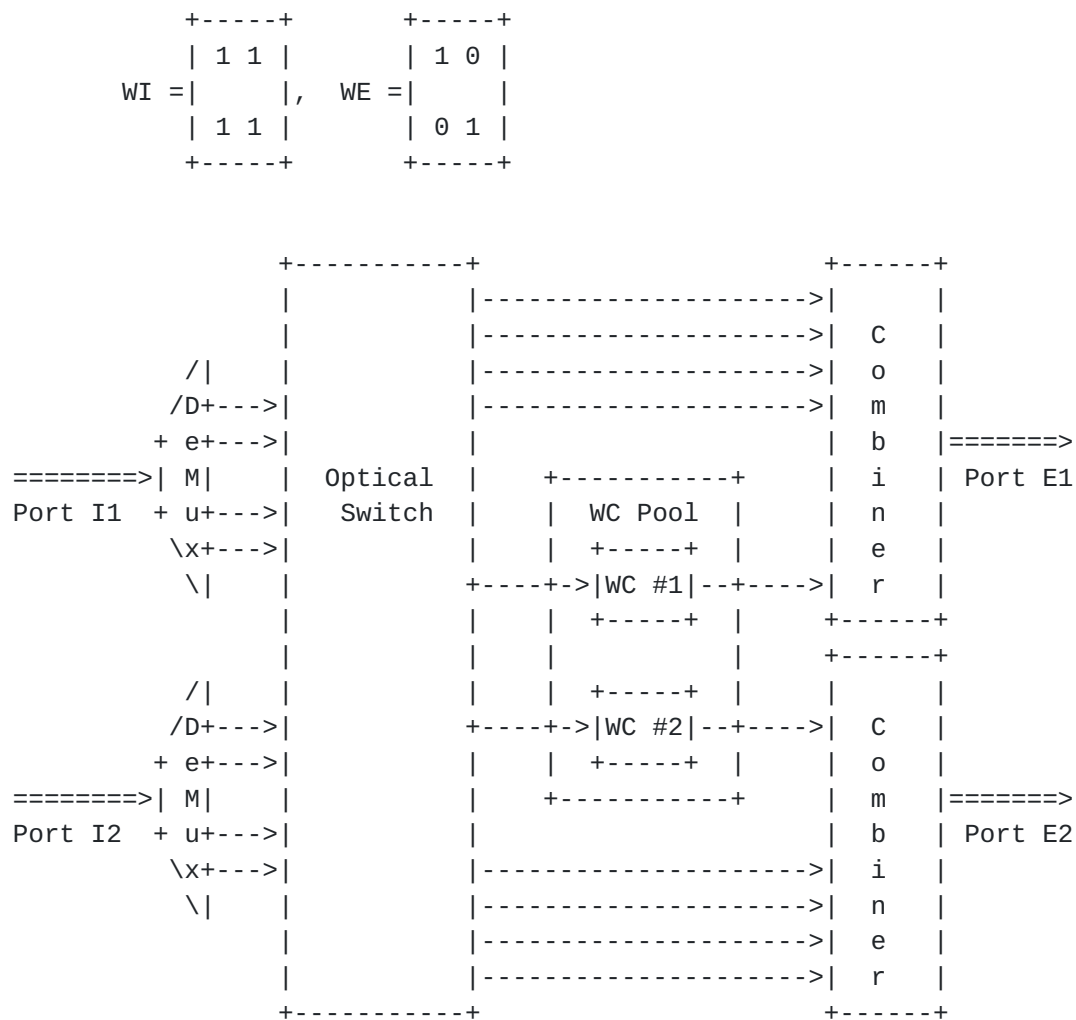 +-----+       +-----+
           | 1 1 |       | 1 0 |
       WI =|     |,  WE =|     |
           | 1 1 |       | 0 1 |
           +-----+       +-----+


                 +-----------+                      +------+
                 |           |--------------------->|      |
                 |           |--------------------->|  C   |
           /|    |           |--------------------->|  o   |
          /D+--->|           |--------------------->|  m   |
         + e+--->|           |                      |  b   |=======>
========>| M|    |  Optical  |    +-----------+     |  i   | Port E1
Port I1  + u+--->|   Switch  |    |  WC Pool  |     |  n   |
          \x+--->|           |    |  +-----+  |     |  e   |
           \|    |           +----+->|WC #1|--+---->|  r   |
                 |           |    |  +-----+  |     +------+
                 |           |    |           |     +------+
           /|    |           |    |  +-----+  |     |      |
          /D+--->|           +----+->|WC #2|--+---->|  C   |
         + e+--->|           |    |  +-----+  |     |  o   |
========>| M|    |           |    +-----------+     |  m   |=======>
Port I2  + u+--->|           |                      |  b   | Port E2
          \x+--->|           |--------------------->|  i   |
           \|    |           |--------------------->|  n   |
                 |           |--------------------->|  e   |
                 |           |--------------------->|  r   |
                 +-----------+                      +------+